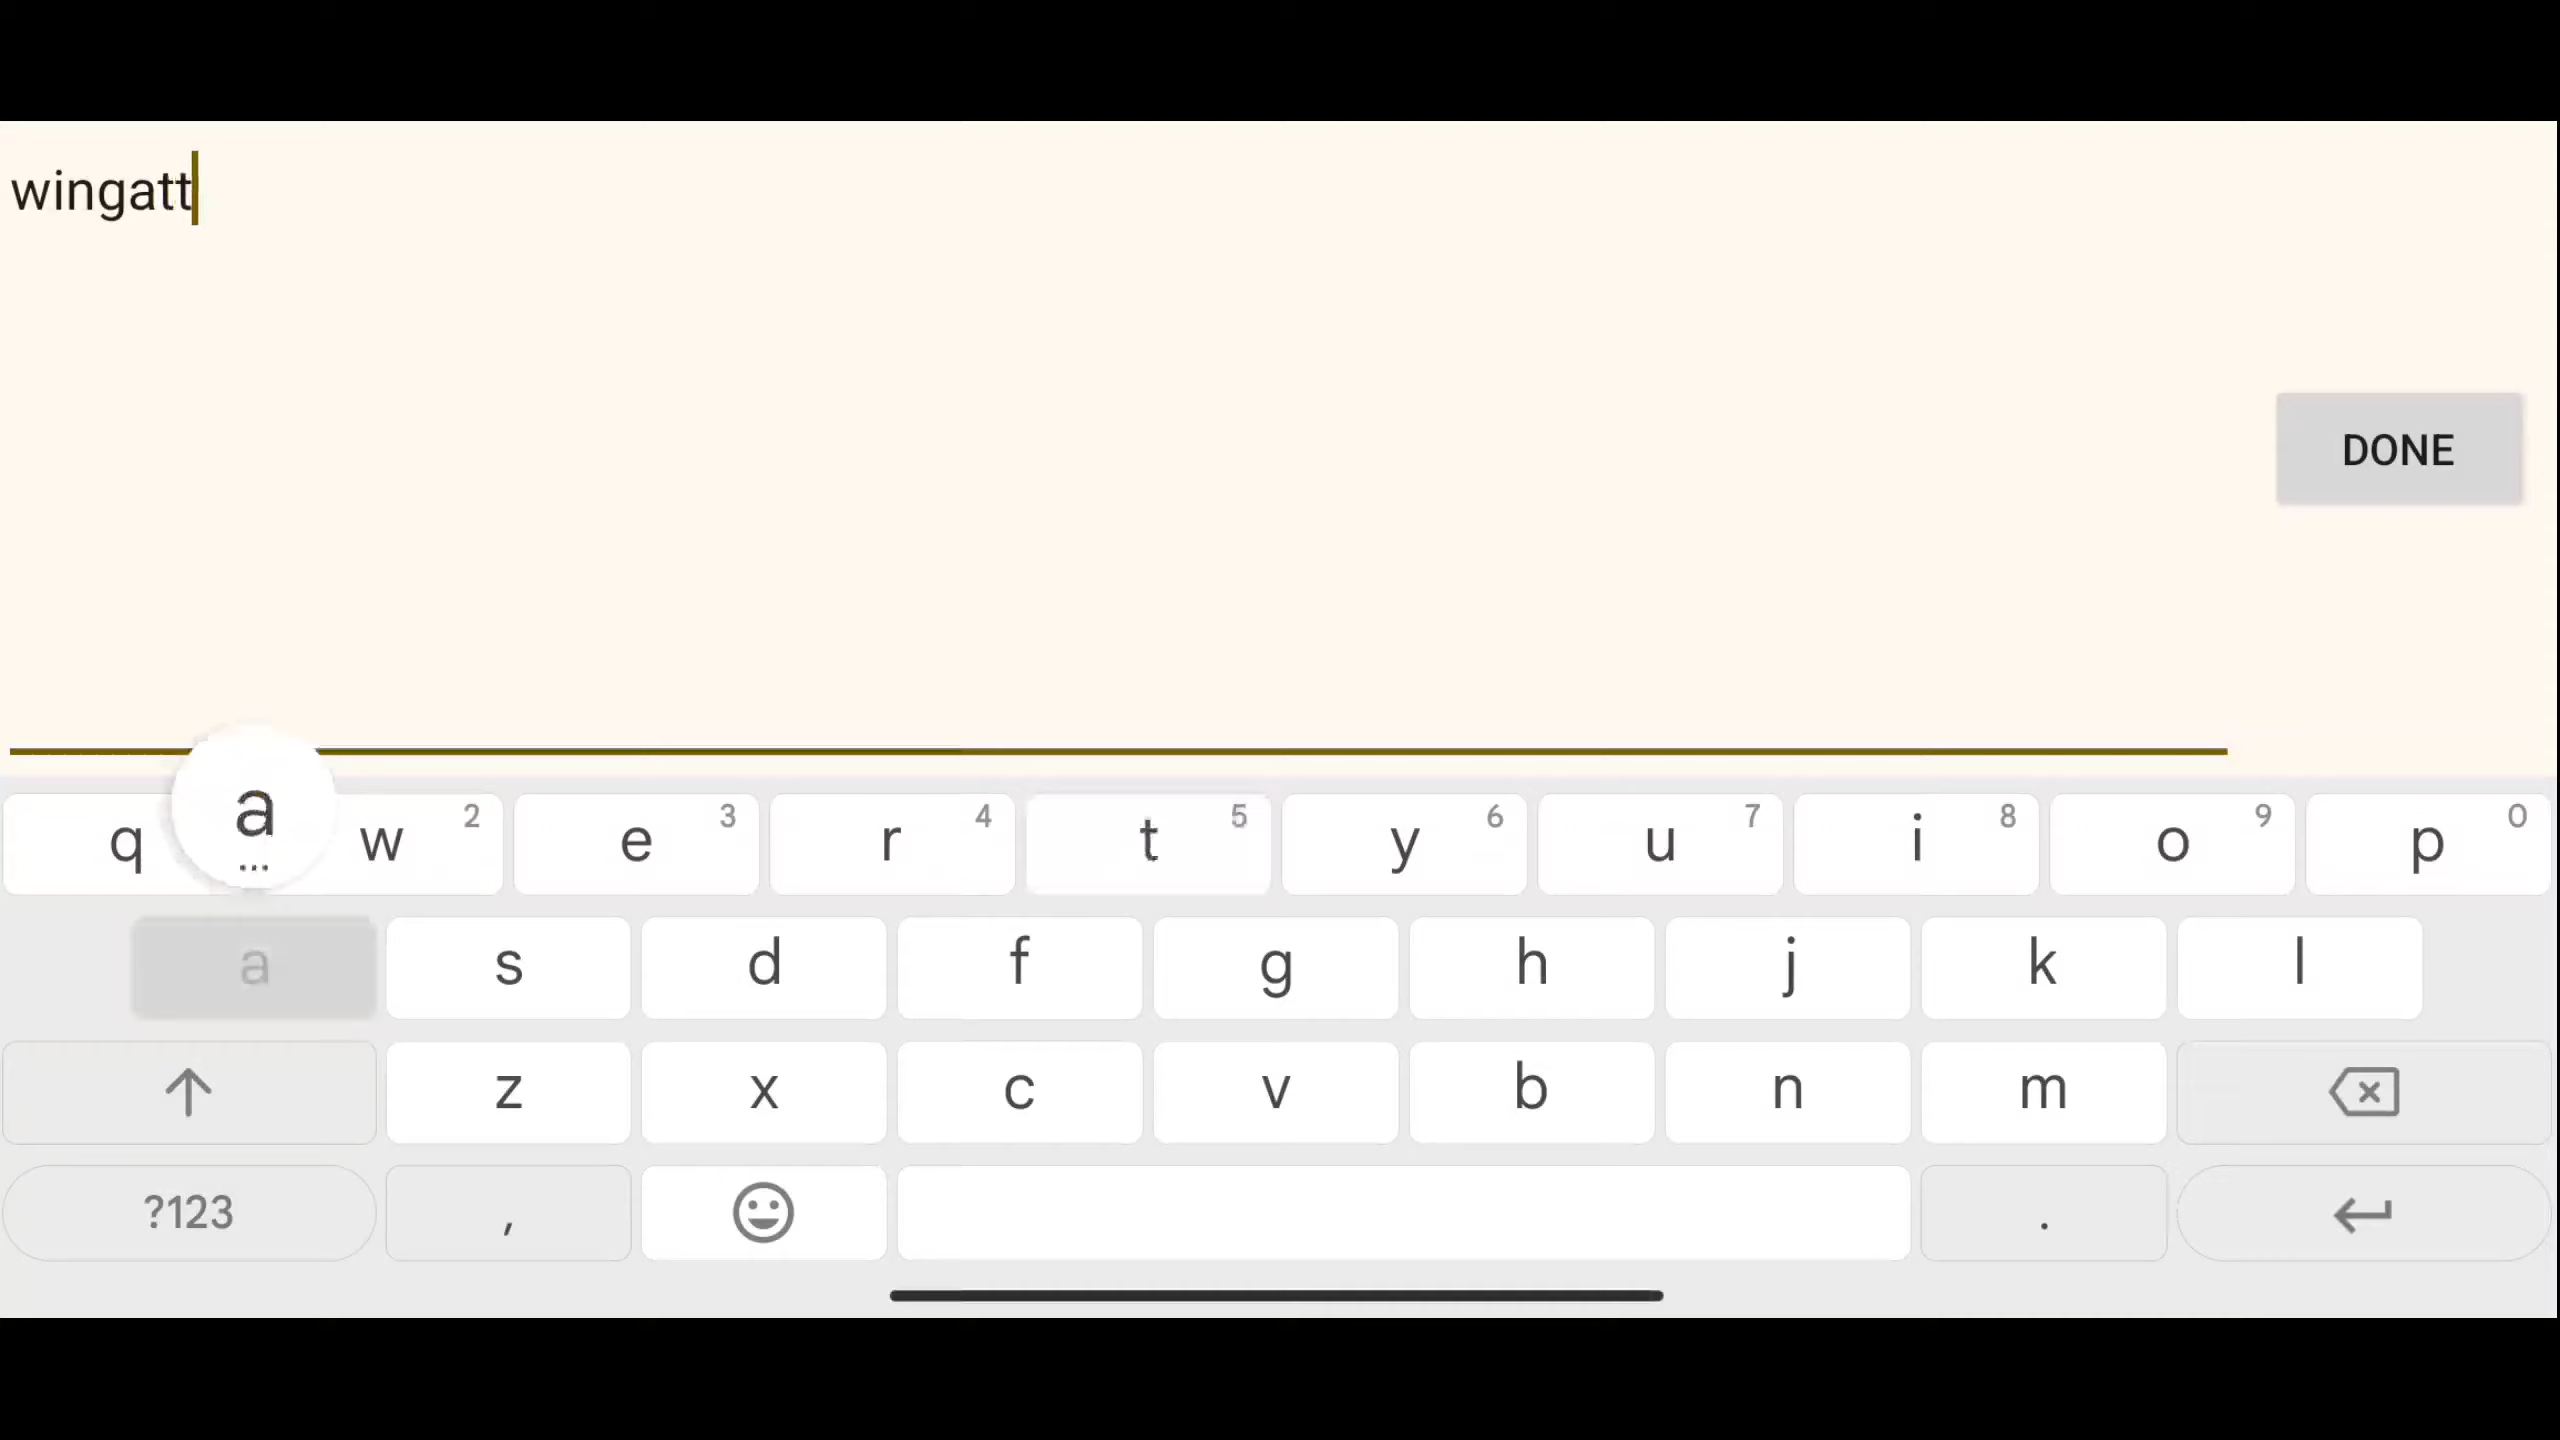 wingatt
DONE
a
...
q w 2 e 3 r 4 t 5 y 6 u 7 i 8 o 9 p 0
a s d f g h j k l
z x c v b n m
?123 , .